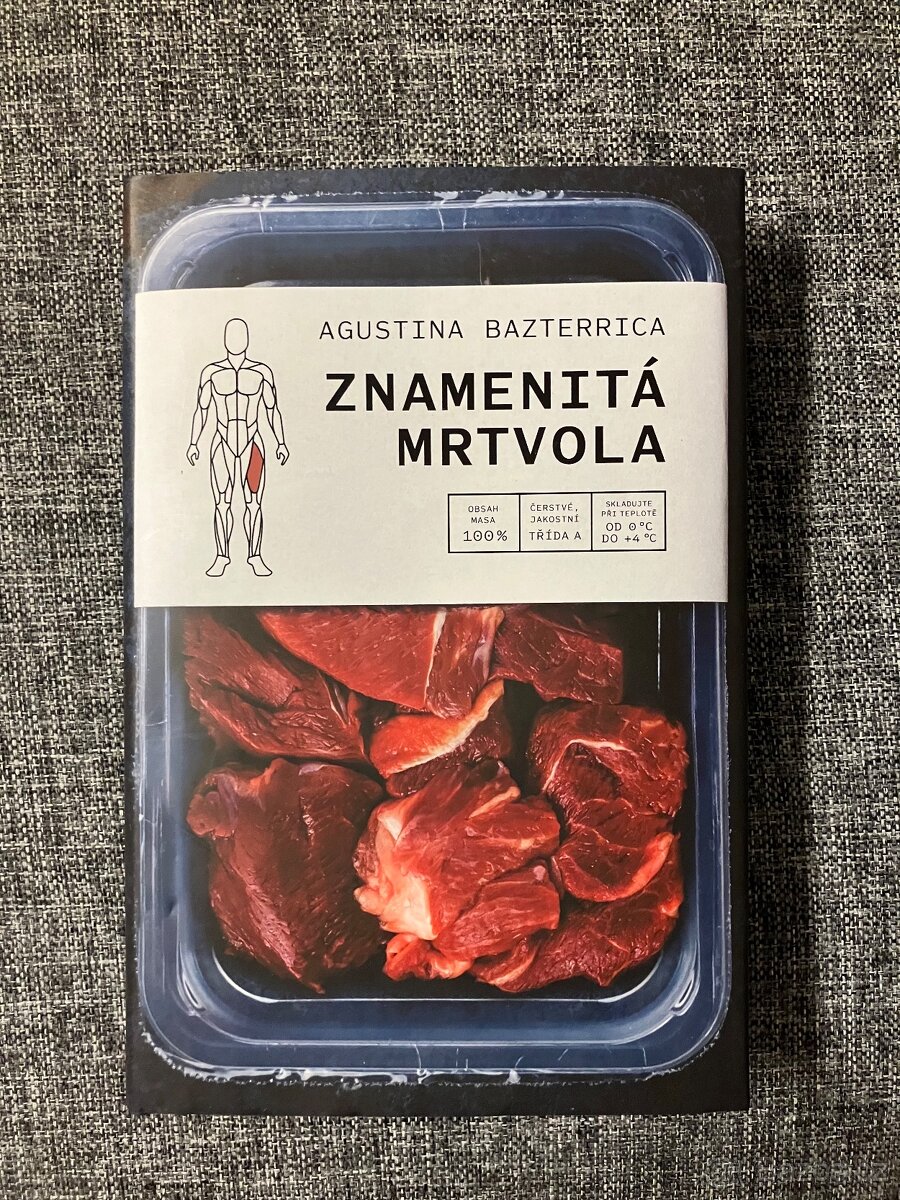 AGUSTINA BAZTERRICA
ZNAMENITÁ
MRTVOLA
OBSAH
MASA
100%
ČERSTVÉ,
JAKOSTNÍ
TŘÍDA A
SKLADUJTE
PŘI TEPLOTĚ
OD 0°C
DO +4°C